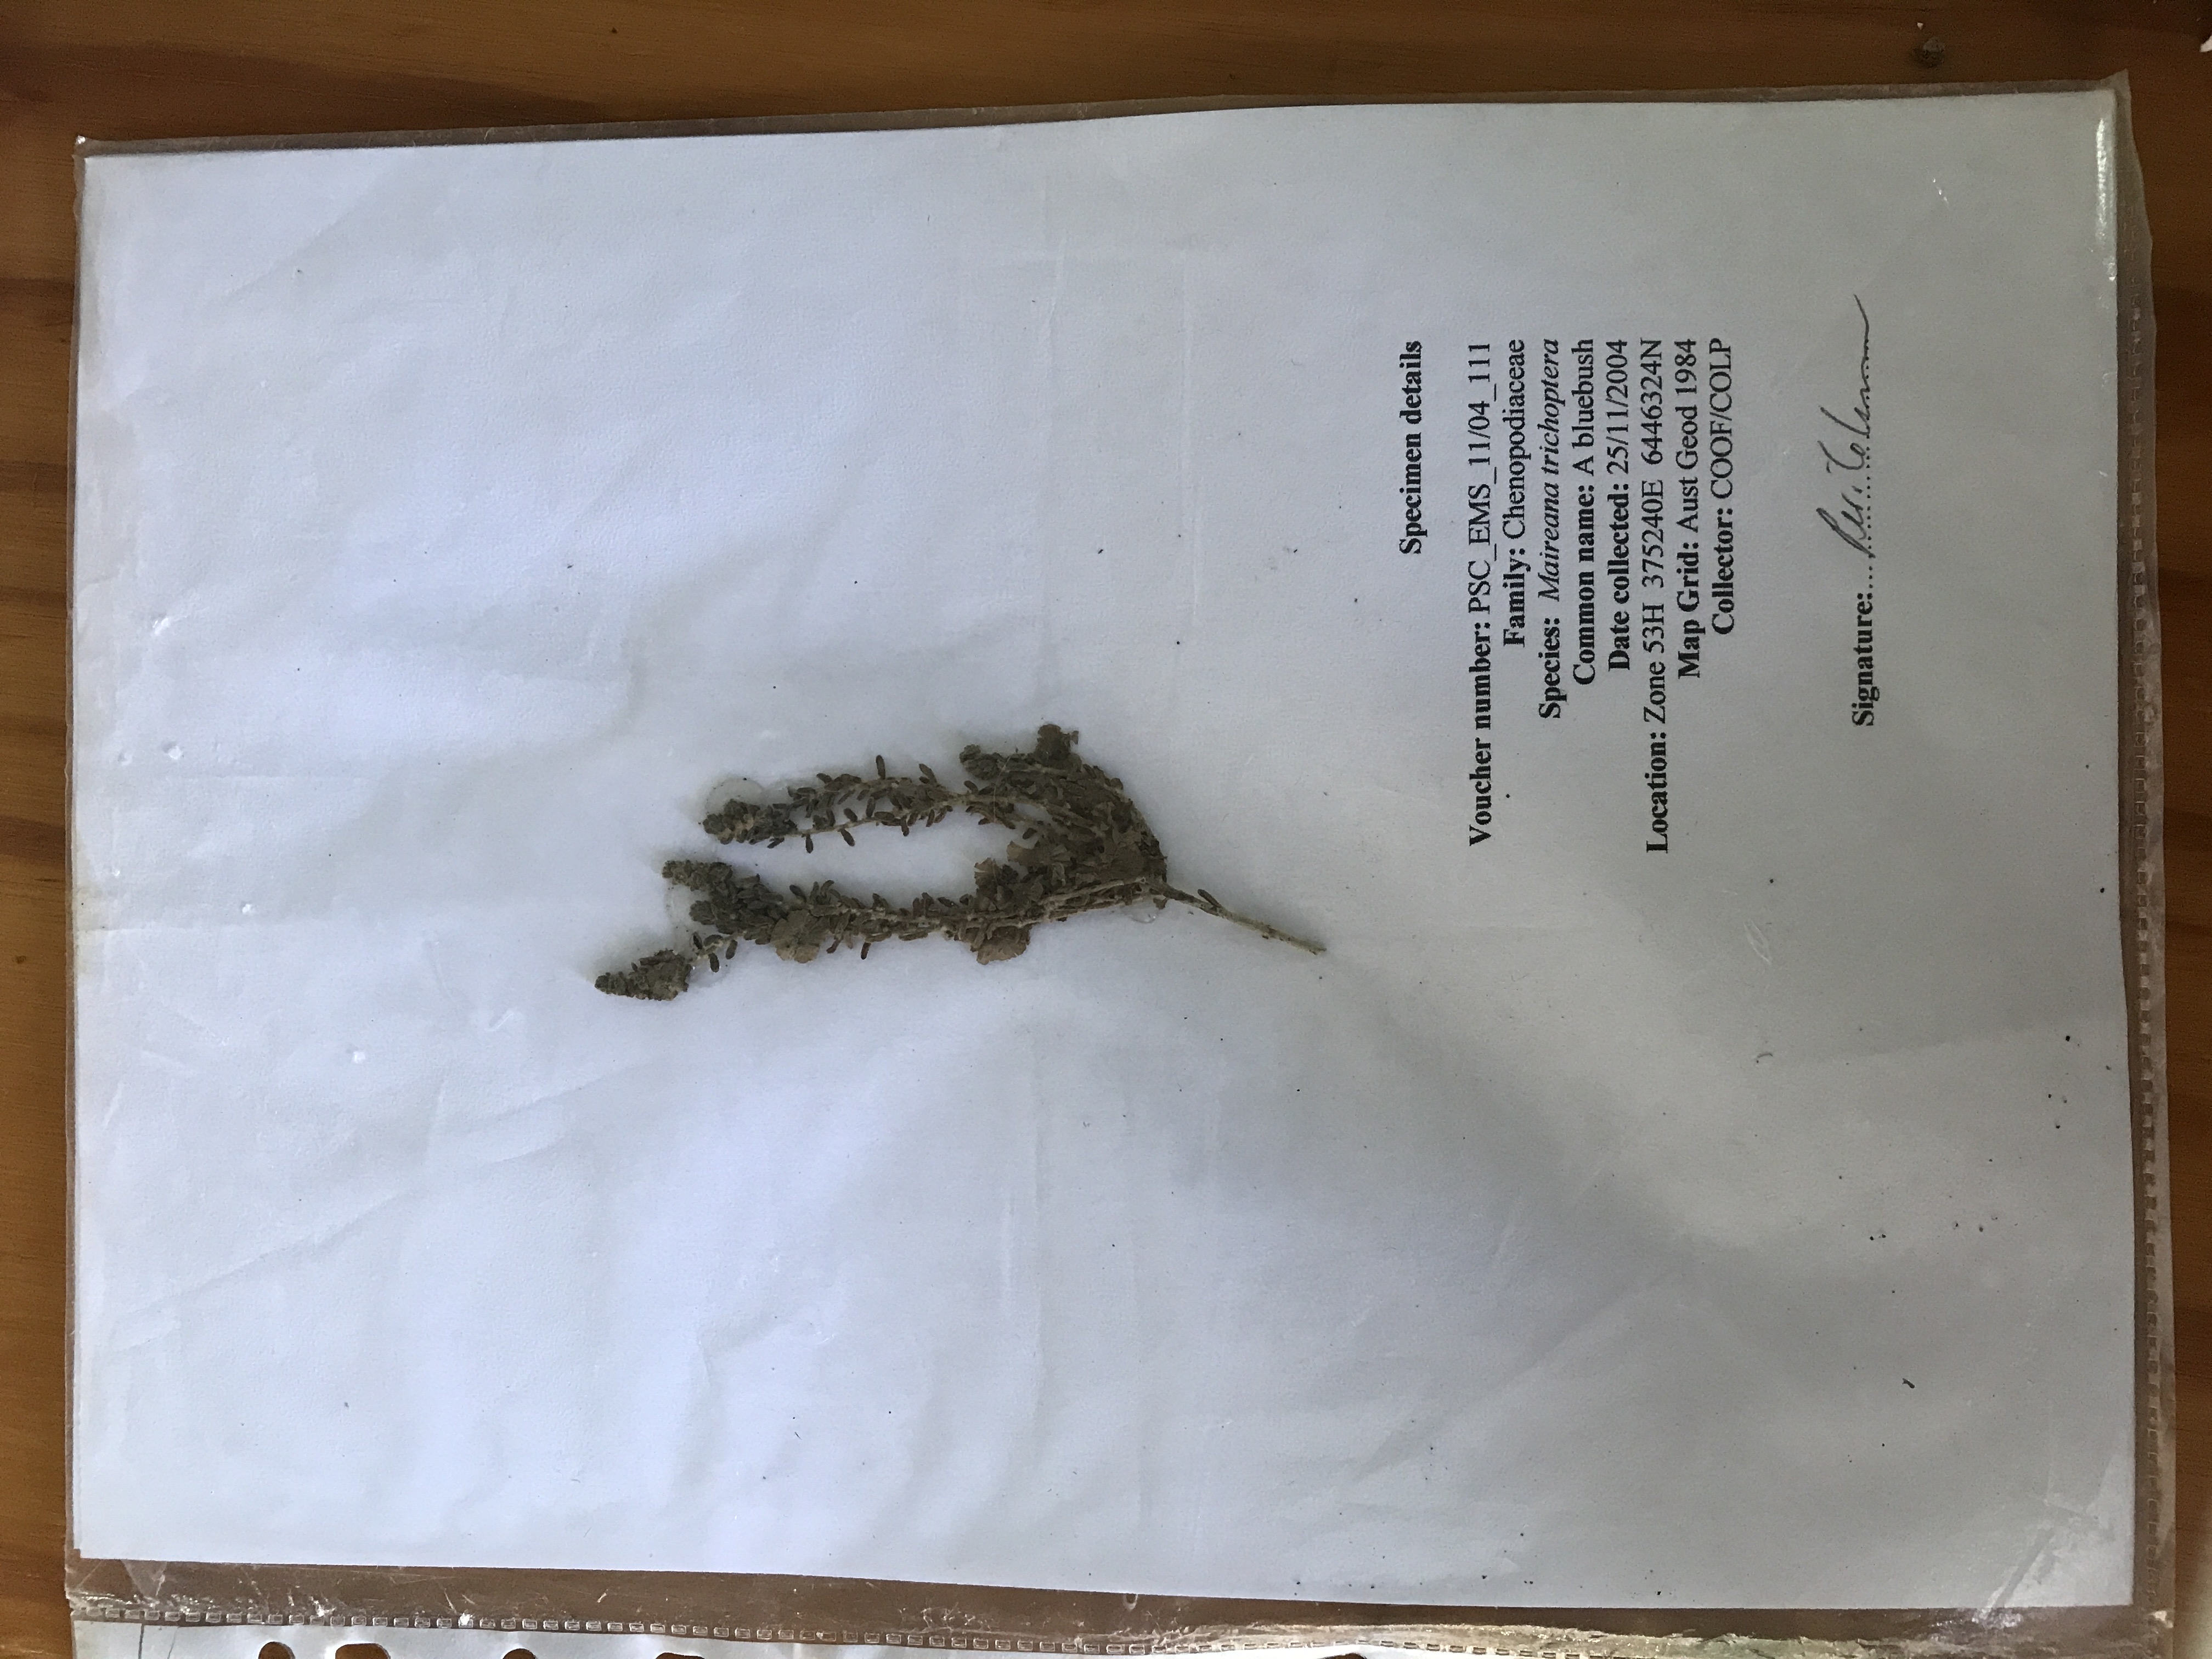 Specimen details
Voucher number: PSC_EMS_11/04_111
Family: Chenopodiaceae
Species: Maireana trichoptera
Common name: A bluebush
Date collected: 25/11/2004
Location: Zone 53H 375240E 6446324N
Map Grid: Aust Geod 1984
Collector: COOF/COLP
Signature: